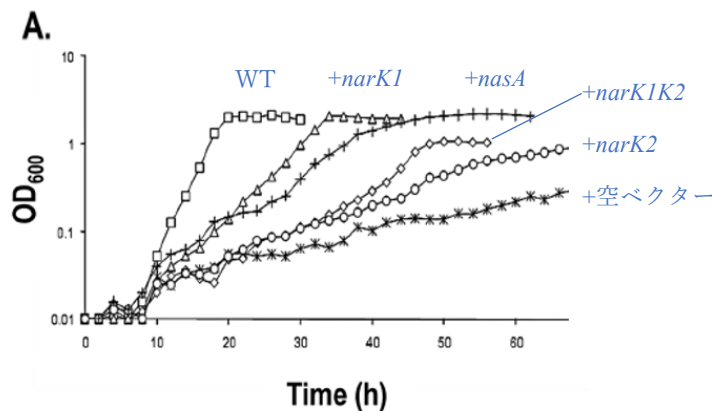 A.
WT +narK1 +nasA
+narK1K2
+narK2
+空ベクター
OD600
10
1
0.1
0.01
0 10 20 30 40 50 60
Time (h)